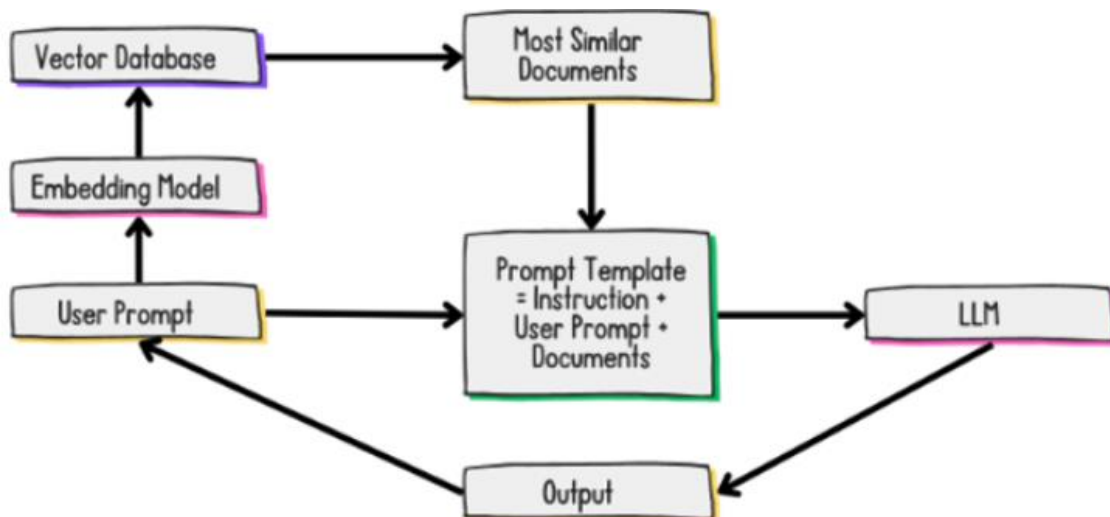 Vector Database
Most Similar
Documents
Embedding Model
User Prompt
Prompt Template
= Instruction +
User Prompt +
Documents
LLM
Output